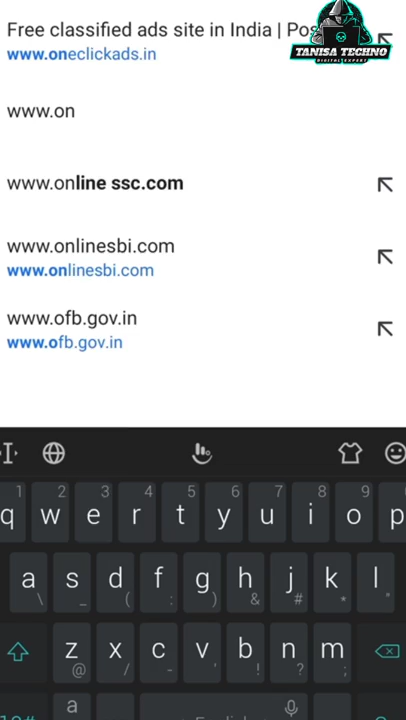 Free classified ads site in India | Pos
TANISA TECHNO
DIGITAL EXPERT
www.oneclickads.in
www.on
www.online ssc.com
www.onlinesbi.com
www.onlinesbi.com
www.ofb.gov.in
www.ofb.gov.in
1 2 3 4 5 6 7 8 9
q w e r t y u i o p
a s d f g h j k l
\ _ ( : ) & # * "
z x c v b n m
@ / - ' ! ? ;
a